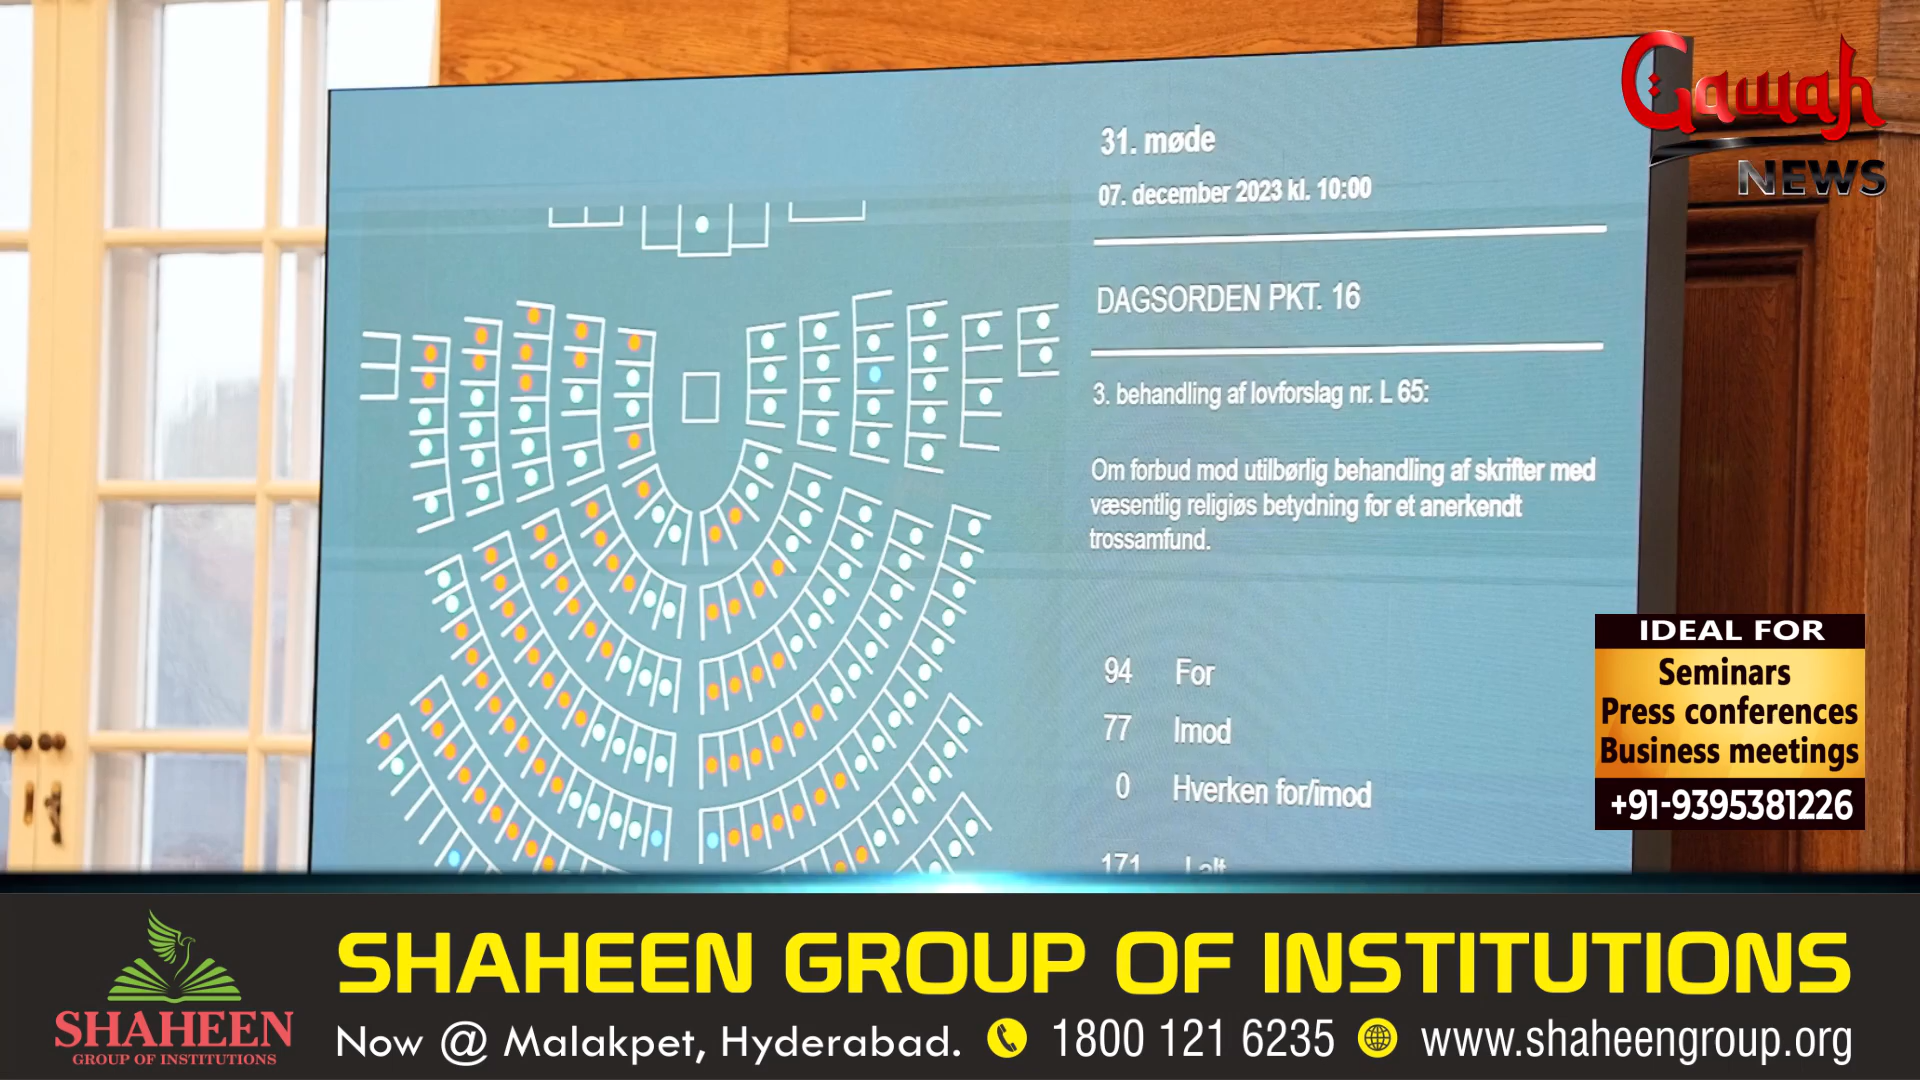 Gawah
NEWS
31. møde
07. december 2023 kl. 10:00
DAGSORDEN PKT. 16
3. behandling af lovforslag nr. L 65:
Om forbud mod utilbørlig behandling af skrifter med
væsentlig religiøs betydning for et anerkendt
trossamfund.
94 For
77 Imod
0 Hverken for/imod
171 I alt
IDEAL FOR
Seminars
Press conferences
Business meetings
+91-9395381226
SHAHEEN
GROUP OF INSTITUTIONS
SHAHEEN GROUP OF INSTITUTIONS
Now @ Malakpet, Hyderabad. 1800 121 6235 www.shaheengroup.org